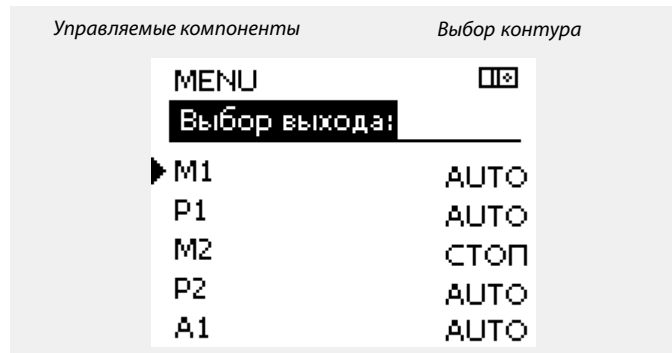 Управляемые компоненты Выбор контура
MENU
Выбор выхода:
M1 AUTO
P1 AUTO
M2 СТОП
P2 AUTO
A1 AUTO